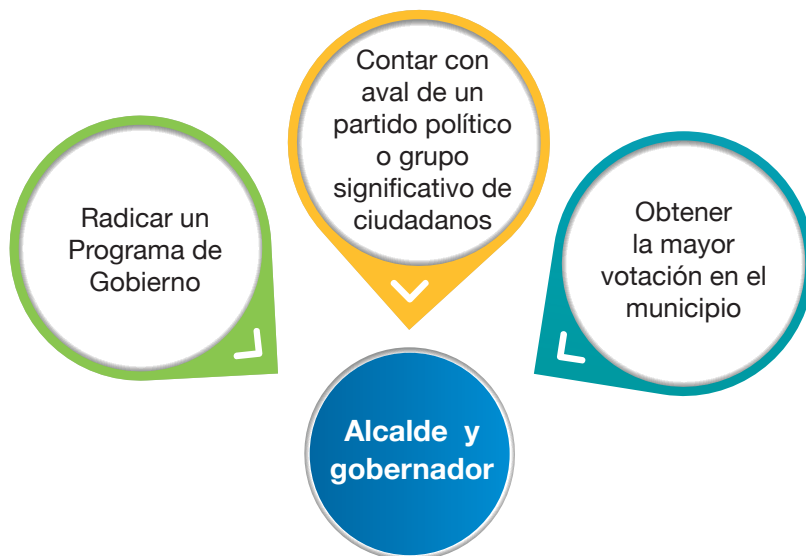 Radicar un
Programa de
Gobierno
Contar con
aval de un
partido político
o grupo
significativo de
ciudadanos
Obtener
la mayor
votación en el
municipio
Alcalde y
gobernador